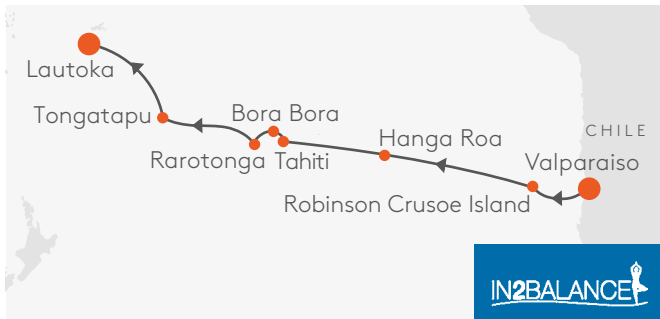 Lautoka
Tongatapu
Bora Bora
Rarotonga
Tahiti
Hanga Roa
CHILE
Valparaiso
Robinson Crusoe Island
IN2BALANCE